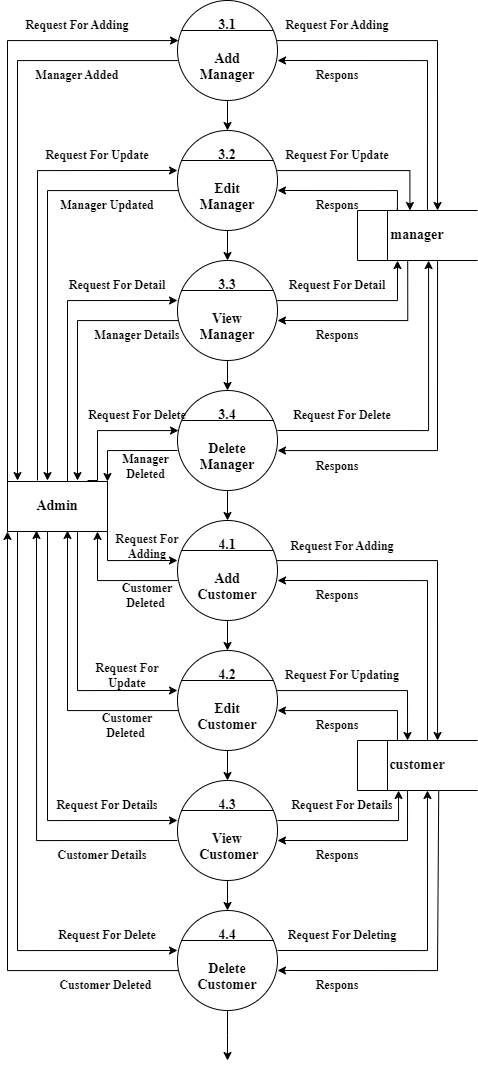 3.1
Request For Adding
Request For Adding
Add
Manager
Manager Added
Respons
3.2
Request For Update
Request For Update
Edit
Manager
Manager Updated
Respons
manager
3.3
Request For Detail
Request For Detail
View
Manager
Manager Details
Respons
3.4
Request For Delete
Request For Delete
Delete
Manager
Manager
Deleted
Respons
Admin
4.1
Request For
Adding
Request For Adding
Add
Customer
Customer
Deleted
Respons
4.2
Request For
Update
Request For Updating
Edit
Customer
Customer
Deleted
Respons
customer
4.3
Request For Details
Request For Details
View
Customer
Customer Details
Respons
4.4
Request For Delete
Request For Deleting
Delete
Customer
Customer Deleted
Respons